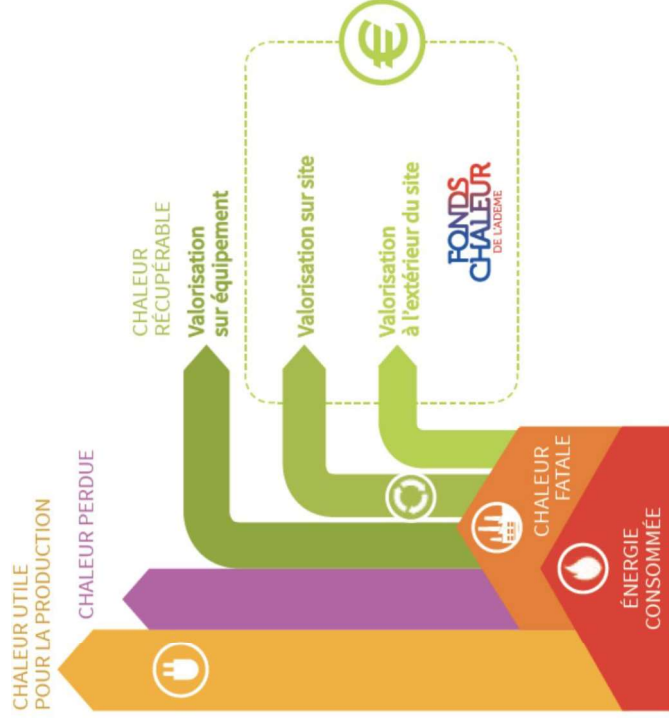 CHALEUR UTILE
POUR LA PRODUCTION
CHALEUR PERDUE
CHALEUR
RÉCUPÉRABLE
Valorisation
sur équipement
Valorisation sur site
Valorisation
à l'extérieur du site
FONDS
CHALEUR
DE L'ADEME
€
CHALEUR
FATALE
ÉNERGIE
CONSOMMÉE